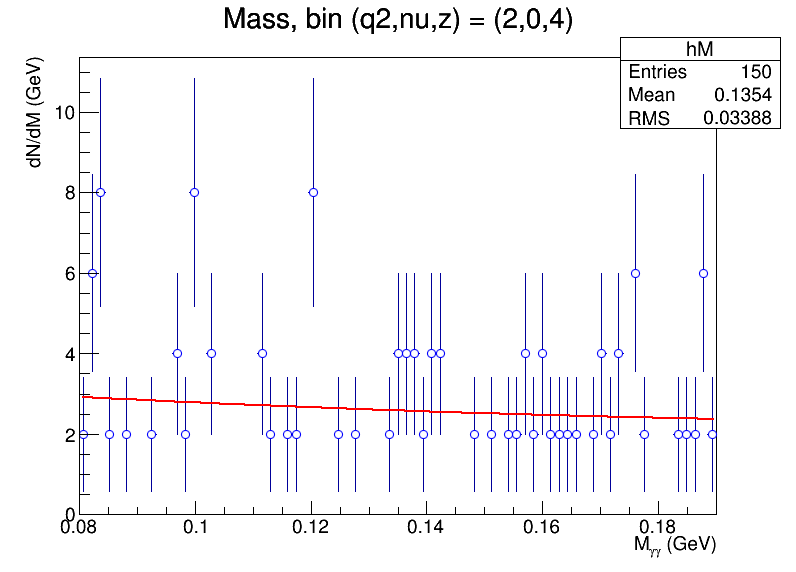 Mass, bin (q2,nu,z) = (2,0,4)
hM
Entries 150
Mean 0.1354
RMS 0.03388
dN/dM (GeV)
10
8
6
4
2
0
0.08 0.1 0.12 0.14 0.16 0.18
Mγγ (GeV)